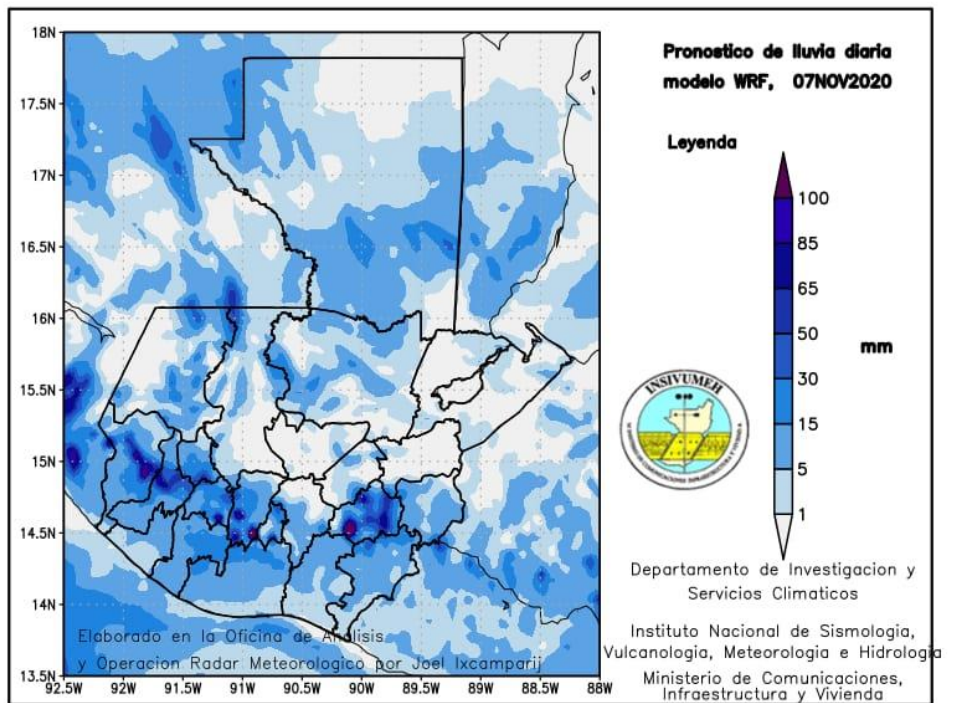 Pronostico de lluvia diaria
modelo WRF, 07NOV2020
Leyenda
100
85
65
50
30
15
5
1
mm
18N
17.5N
17N
16.5N
16N
15.5N
15N
14.5N
14N
13.5N
92.5W
92W
91.5W
91W
90.5W
90W
89.5W
89W
88.5W
88W
Elaborado en la Oficina de Análisis
y Operacion Radar Meteorologico por Joel Ixcamparij
INSIVUMEH
Departamento de Investigacion y
Servicios Climaticos
Instituto Nacional de Sismologia,
Vulcanologia, Meteorologia e Hidrologia
Ministerio de Comunicaciones,
Infraestructura y Vivienda